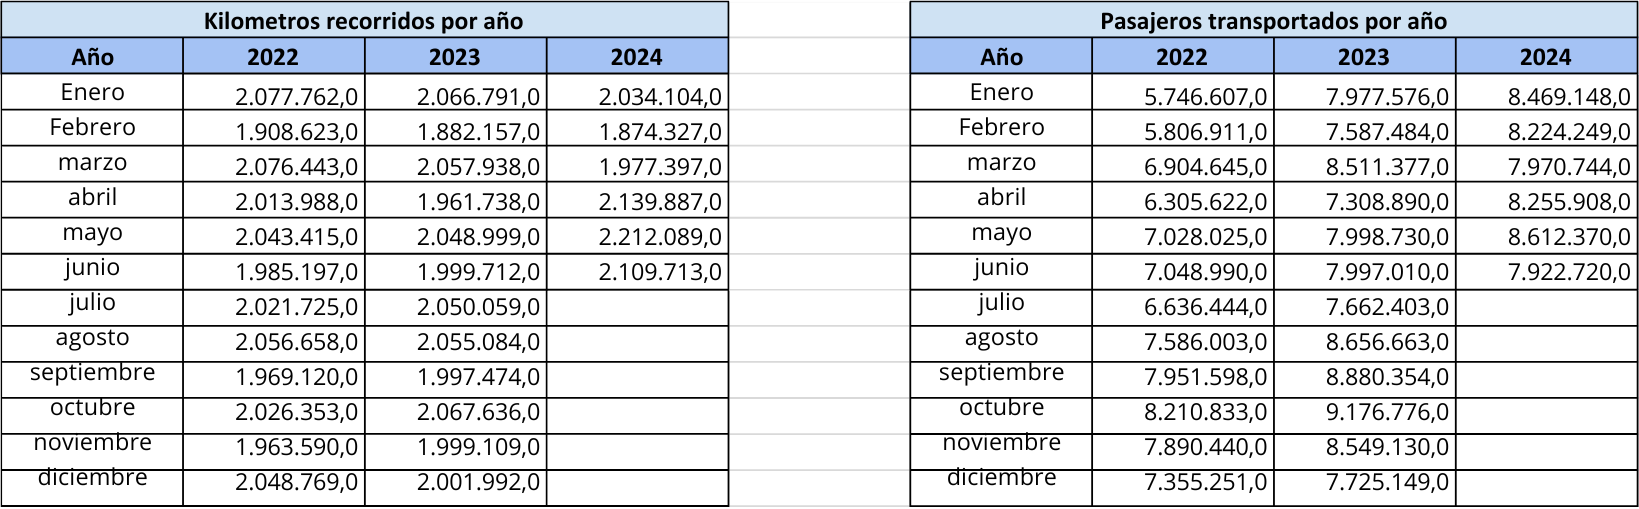 Kilometros recorridos por año Pasajeros transportados por año
Año 2022 2023 2024 Año 2022 2023 2024
Enero 2.077.762,0 2.066.791,0 2.034.104,0 Enero 5.746.607,0 7.977.576,0 8.469.148,0
Febrero 1.908.623,0 1.882.157,0 1.874.327,0 Febrero 5.806.911,0 7.587.484,0 8.224.249,0
marzo 2.076.443,0 2.057.938,0 1.977.397,0 marzo 6.904.645,0 8.511.377,0 7.970.744,0
abril 2.013.988,0 1.961.738,0 2.139.887,0 abril 6.305.622,0 7.308.890,0 8.255.908,0
mayo 2.043.415,0 2.048.999,0 2.212.089,0 mayo 7.028.025,0 7.998.730,0 8.612.370,0
junio 1.985.197,0 1.999.712,0 2.109.713,0 junio 7.048.990,0 7.997.010,0 7.922.720,0
julio 2.021.725,0 2.050.059,0 julio 6.636.444,0 7.662.403,0
agosto 2.056.658,0 2.055.084,0 agosto 7.586.003,0 8.656.663,0
septiembre 1.969.120,0 1.997.474,0 septiembre 7.951.598,0 8.880.354,0
octubre 2.026.353,0 2.067.636,0 octubre 8.210.833,0 9.176.776,0
noviembre 1.963.590,0 1.999.109,0 noviembre 7.890.440,0 8.549.130,0
diciembre 2.048.769,0 2.001.992,0 diciembre 7.355.251,0 7.725.149,0